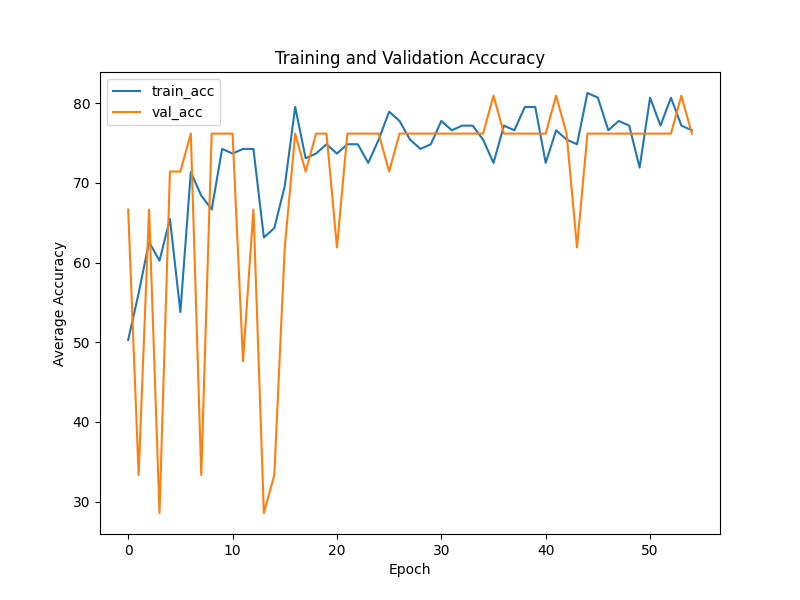 Training and Validation Accuracy
train_acc
val_acc
80
70
60
50
40
30
Average Accuracy
0 10 20 30 40 50
Epoch